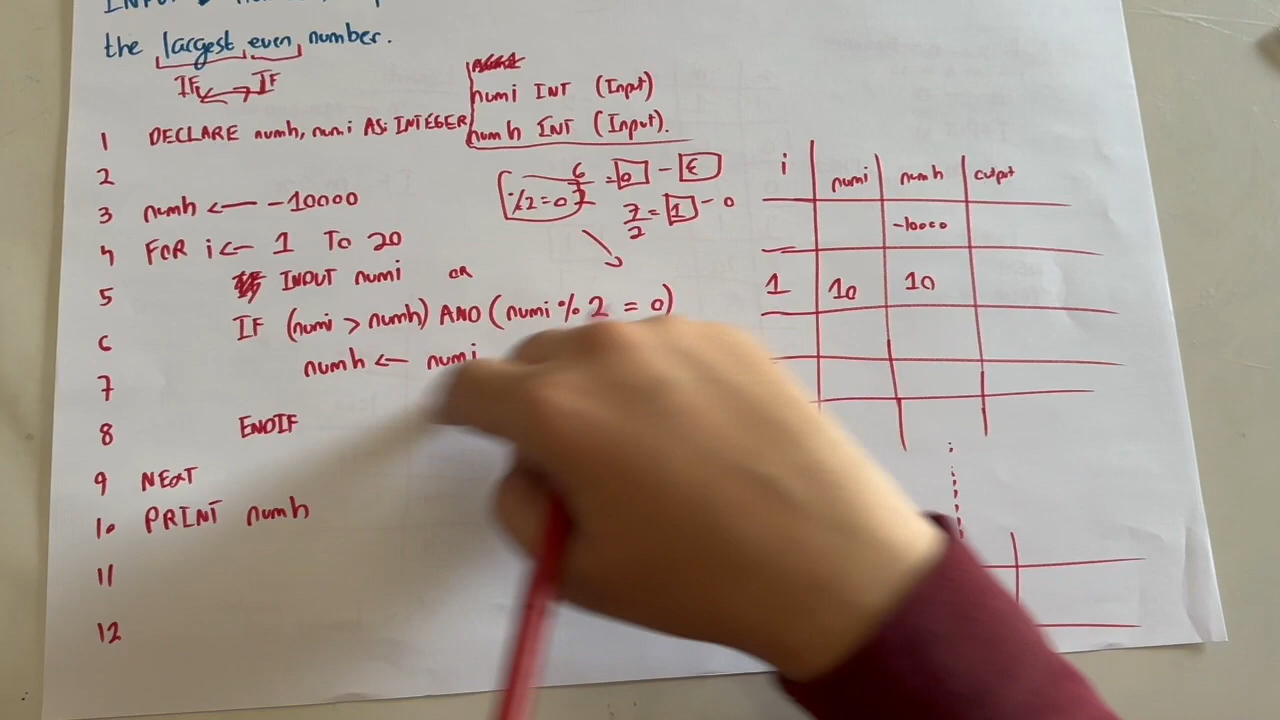 the largest even number.
IF IF
numi INT (Input)
1 DECLARE numh, numi AS: INTEGER numh INT (Input).
2
%2=0 6/2 = 0 - E
7/2 = 1 - 0
3 numh ← -10000
4 FOR i ← 1 To 20
5 INPUT numi OR
6 IF (numi > numh) AND (numi % 2 = 0)
7 numh ← numi
8 ENDIF
9 NEXT
10 PRINT numh
11
12
i numi numh output
-10000
1 10 10